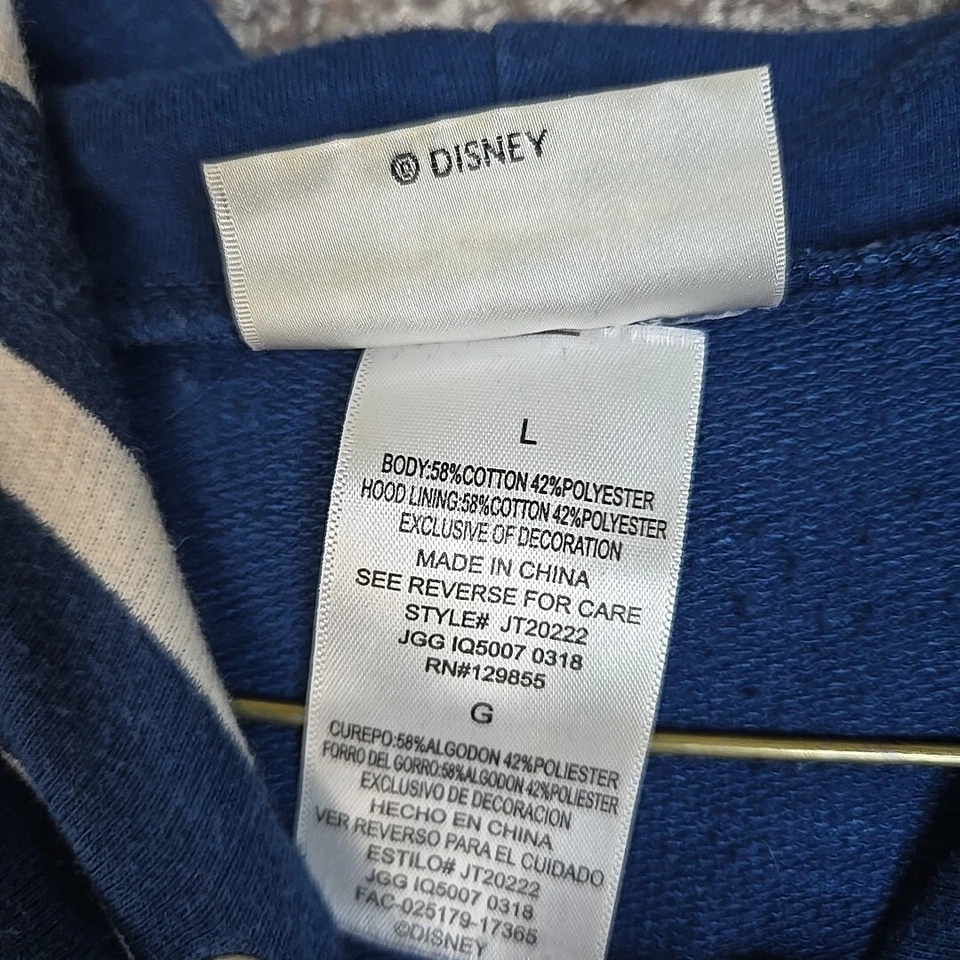 © DISNEY
L
BODY:58%COTTON 42%POLYESTER
HOOD LINING:58%COTTON 42%POLYESTER
EXCLUSIVE OF DECORATION
MADE IN CHINA
SEE REVERSE FOR CARE
STYLE# JT20222
JGG IQ5007 0318
RN#129855
G
CUREPO:58%ALGODON 42%POLIESTER
FORRO DEL GORRO:58%ALGODON 42%POLIESTER
EXCLUSIVO DE DECORACION
HECHO EN CHINA
VER REVERSO PARA EL CUIDADO
ESTILO# JT20222
JGG IQ5007 0318
FAC-025179-17365
©DISNEY